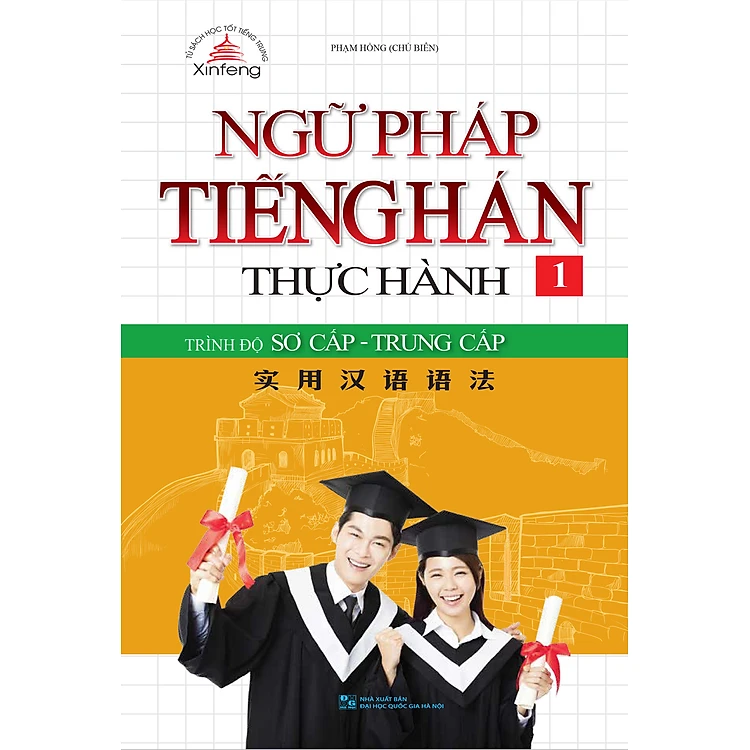 TỦ SÁCH HỌC TỐT TIẾNG TRUNG
Xinfeng
PHẠM HỒNG (CHỦ BIÊN)
NGỮ PHÁP
TIẾNG HÁN
THỰC HÀNH 1
TRÌNH ĐỘ SƠ CẤP - TRUNG CẤP
实用汉语语法
NHÀ XUẤT BẢN
ĐẠI HỌC QUỐC GIA HÀ NỘI